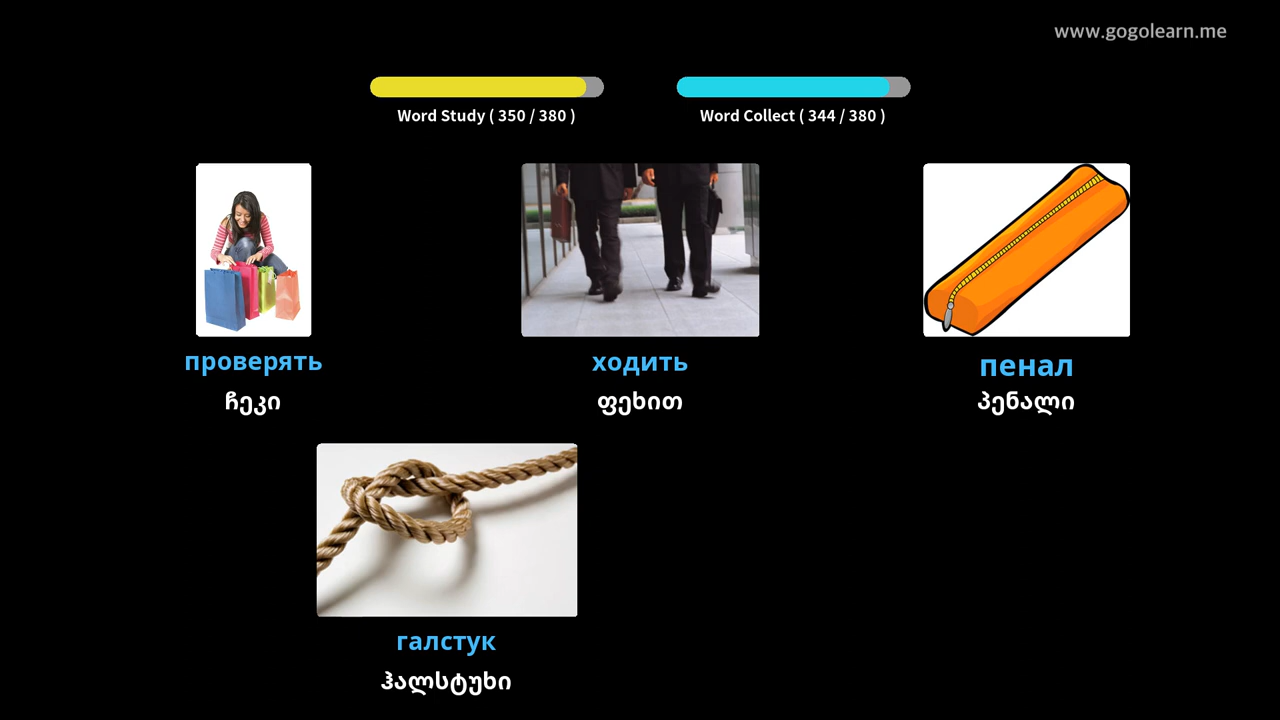 www.gogolearn.me
Word Study ( 350 / 380 )
Word Collect ( 344 / 380 )
проверять
ходить
пенал
ჩეკი
ფეხით
პენალი
галстук
ჰალსტუხი